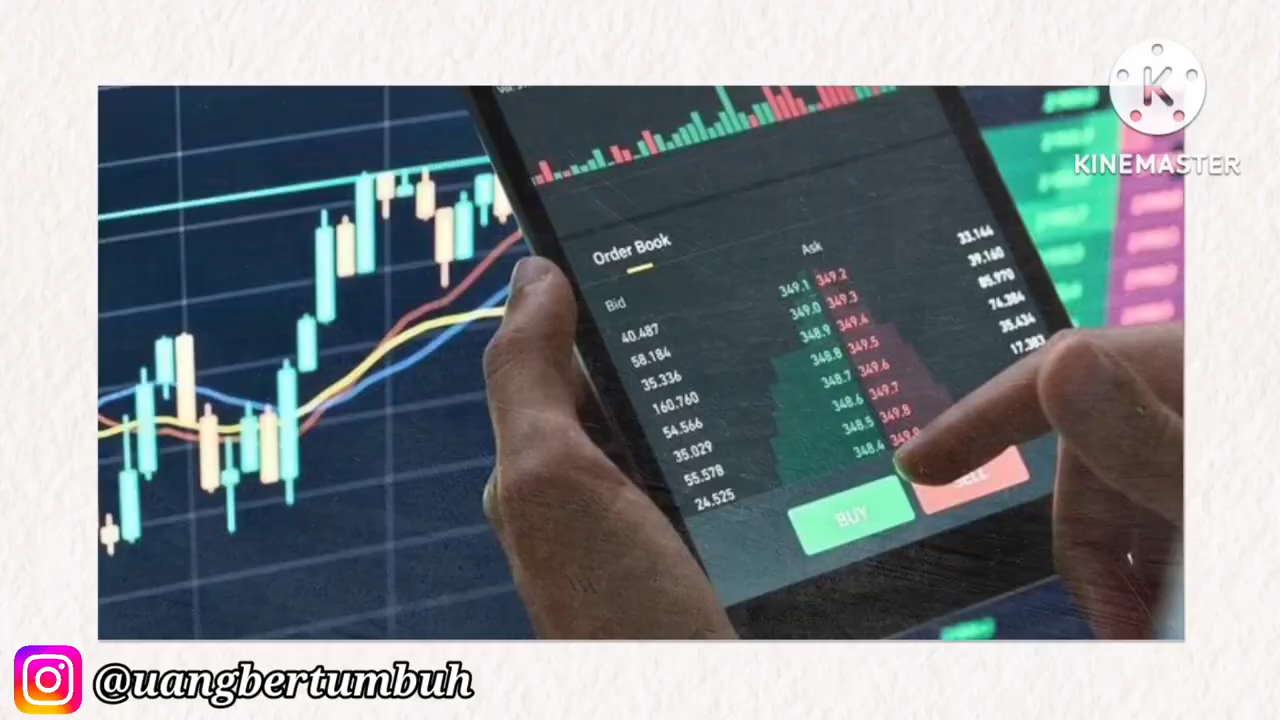 KINEMASTER
Order Book
Ask
Bid
40.487 349.1 349.2 33.144
58.184 349.0 349.3 39.160
35.336 348.9 349.4 85.970
160.760 348.8 349.5 74.384
54.566 348.7 349.6 35.434
35.029 348.6 349.7 17.383
55.578 348.5 349.8
24.525 348.4
BUY
SELL
@uangbertumbuh